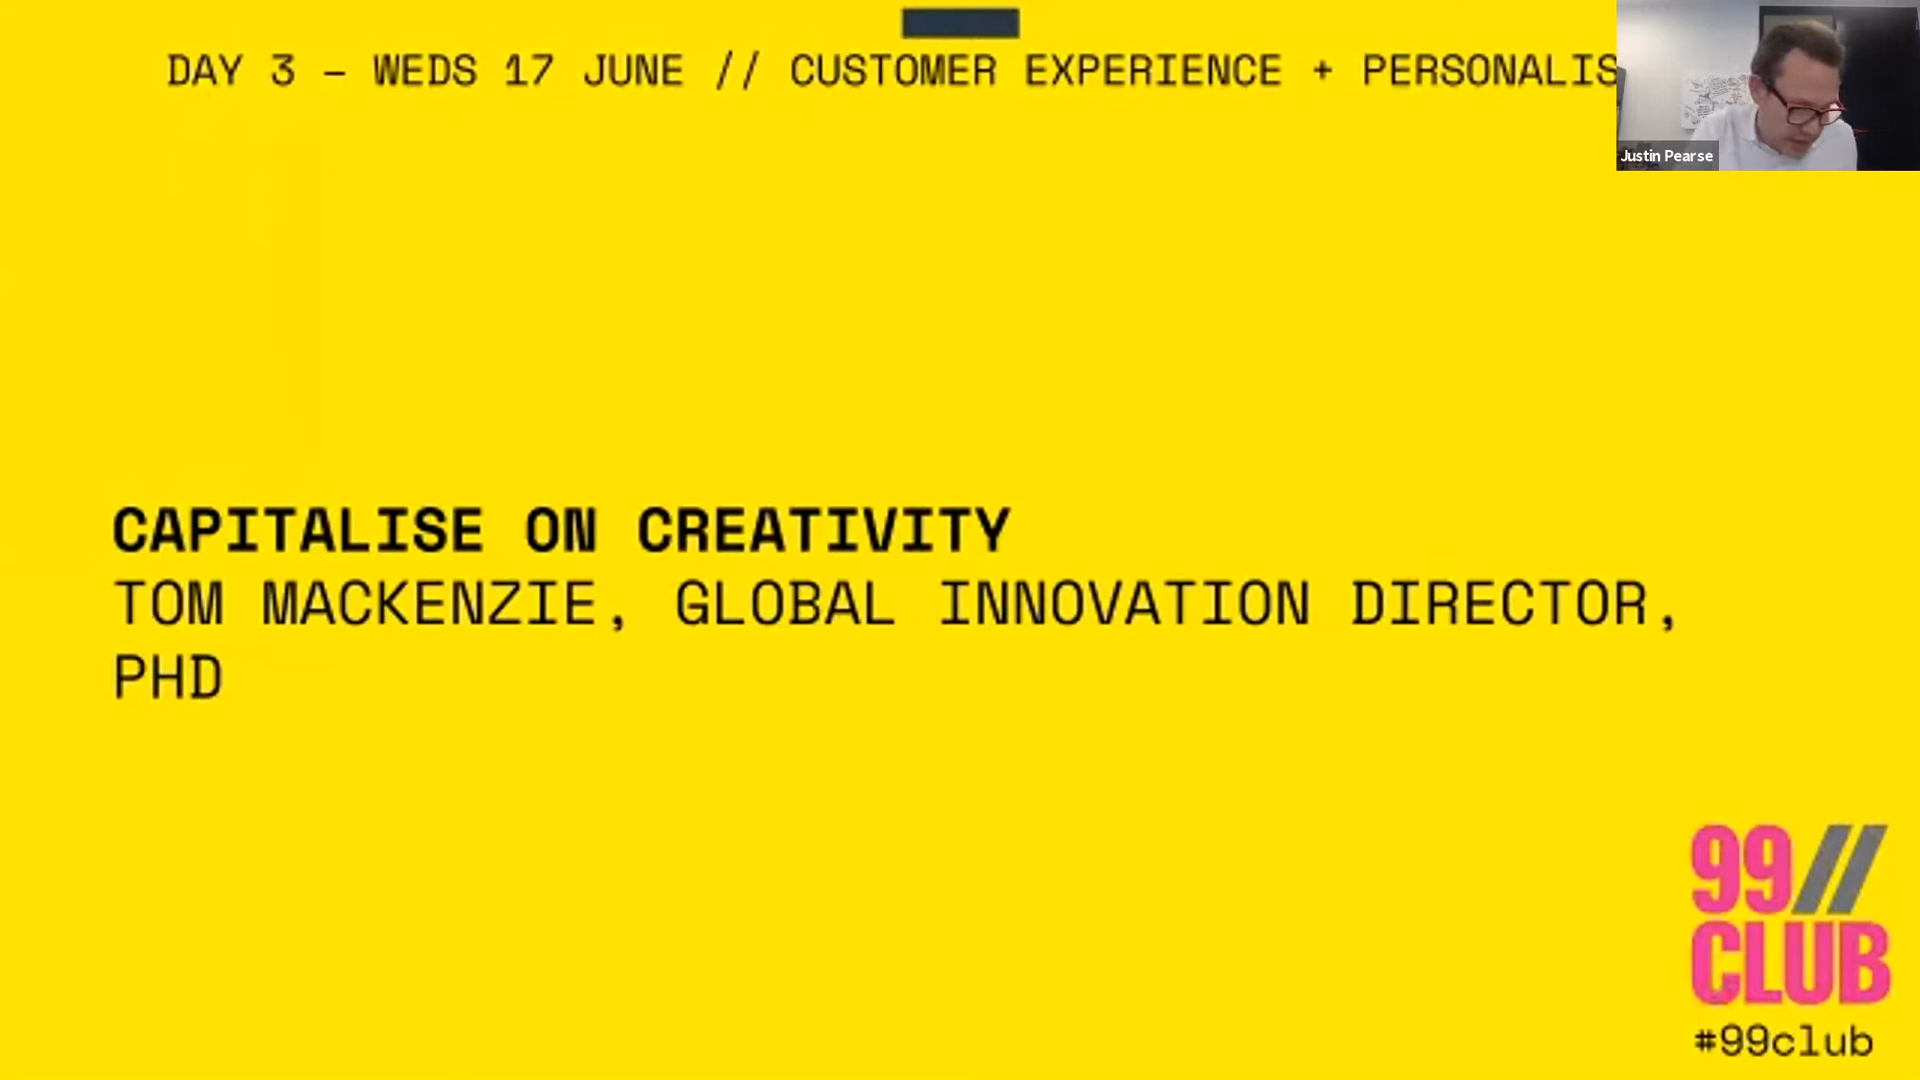 DAY 3 – WEDS 17 JUNE // CUSTOMER EXPERIENCE + PERSONALIS
Justin Pearse
CAPITALISE ON CREATIVITY
TOM MACKENZIE, GLOBAL INNOVATION DIRECTOR,
PHD
99//
CLUB
#99club